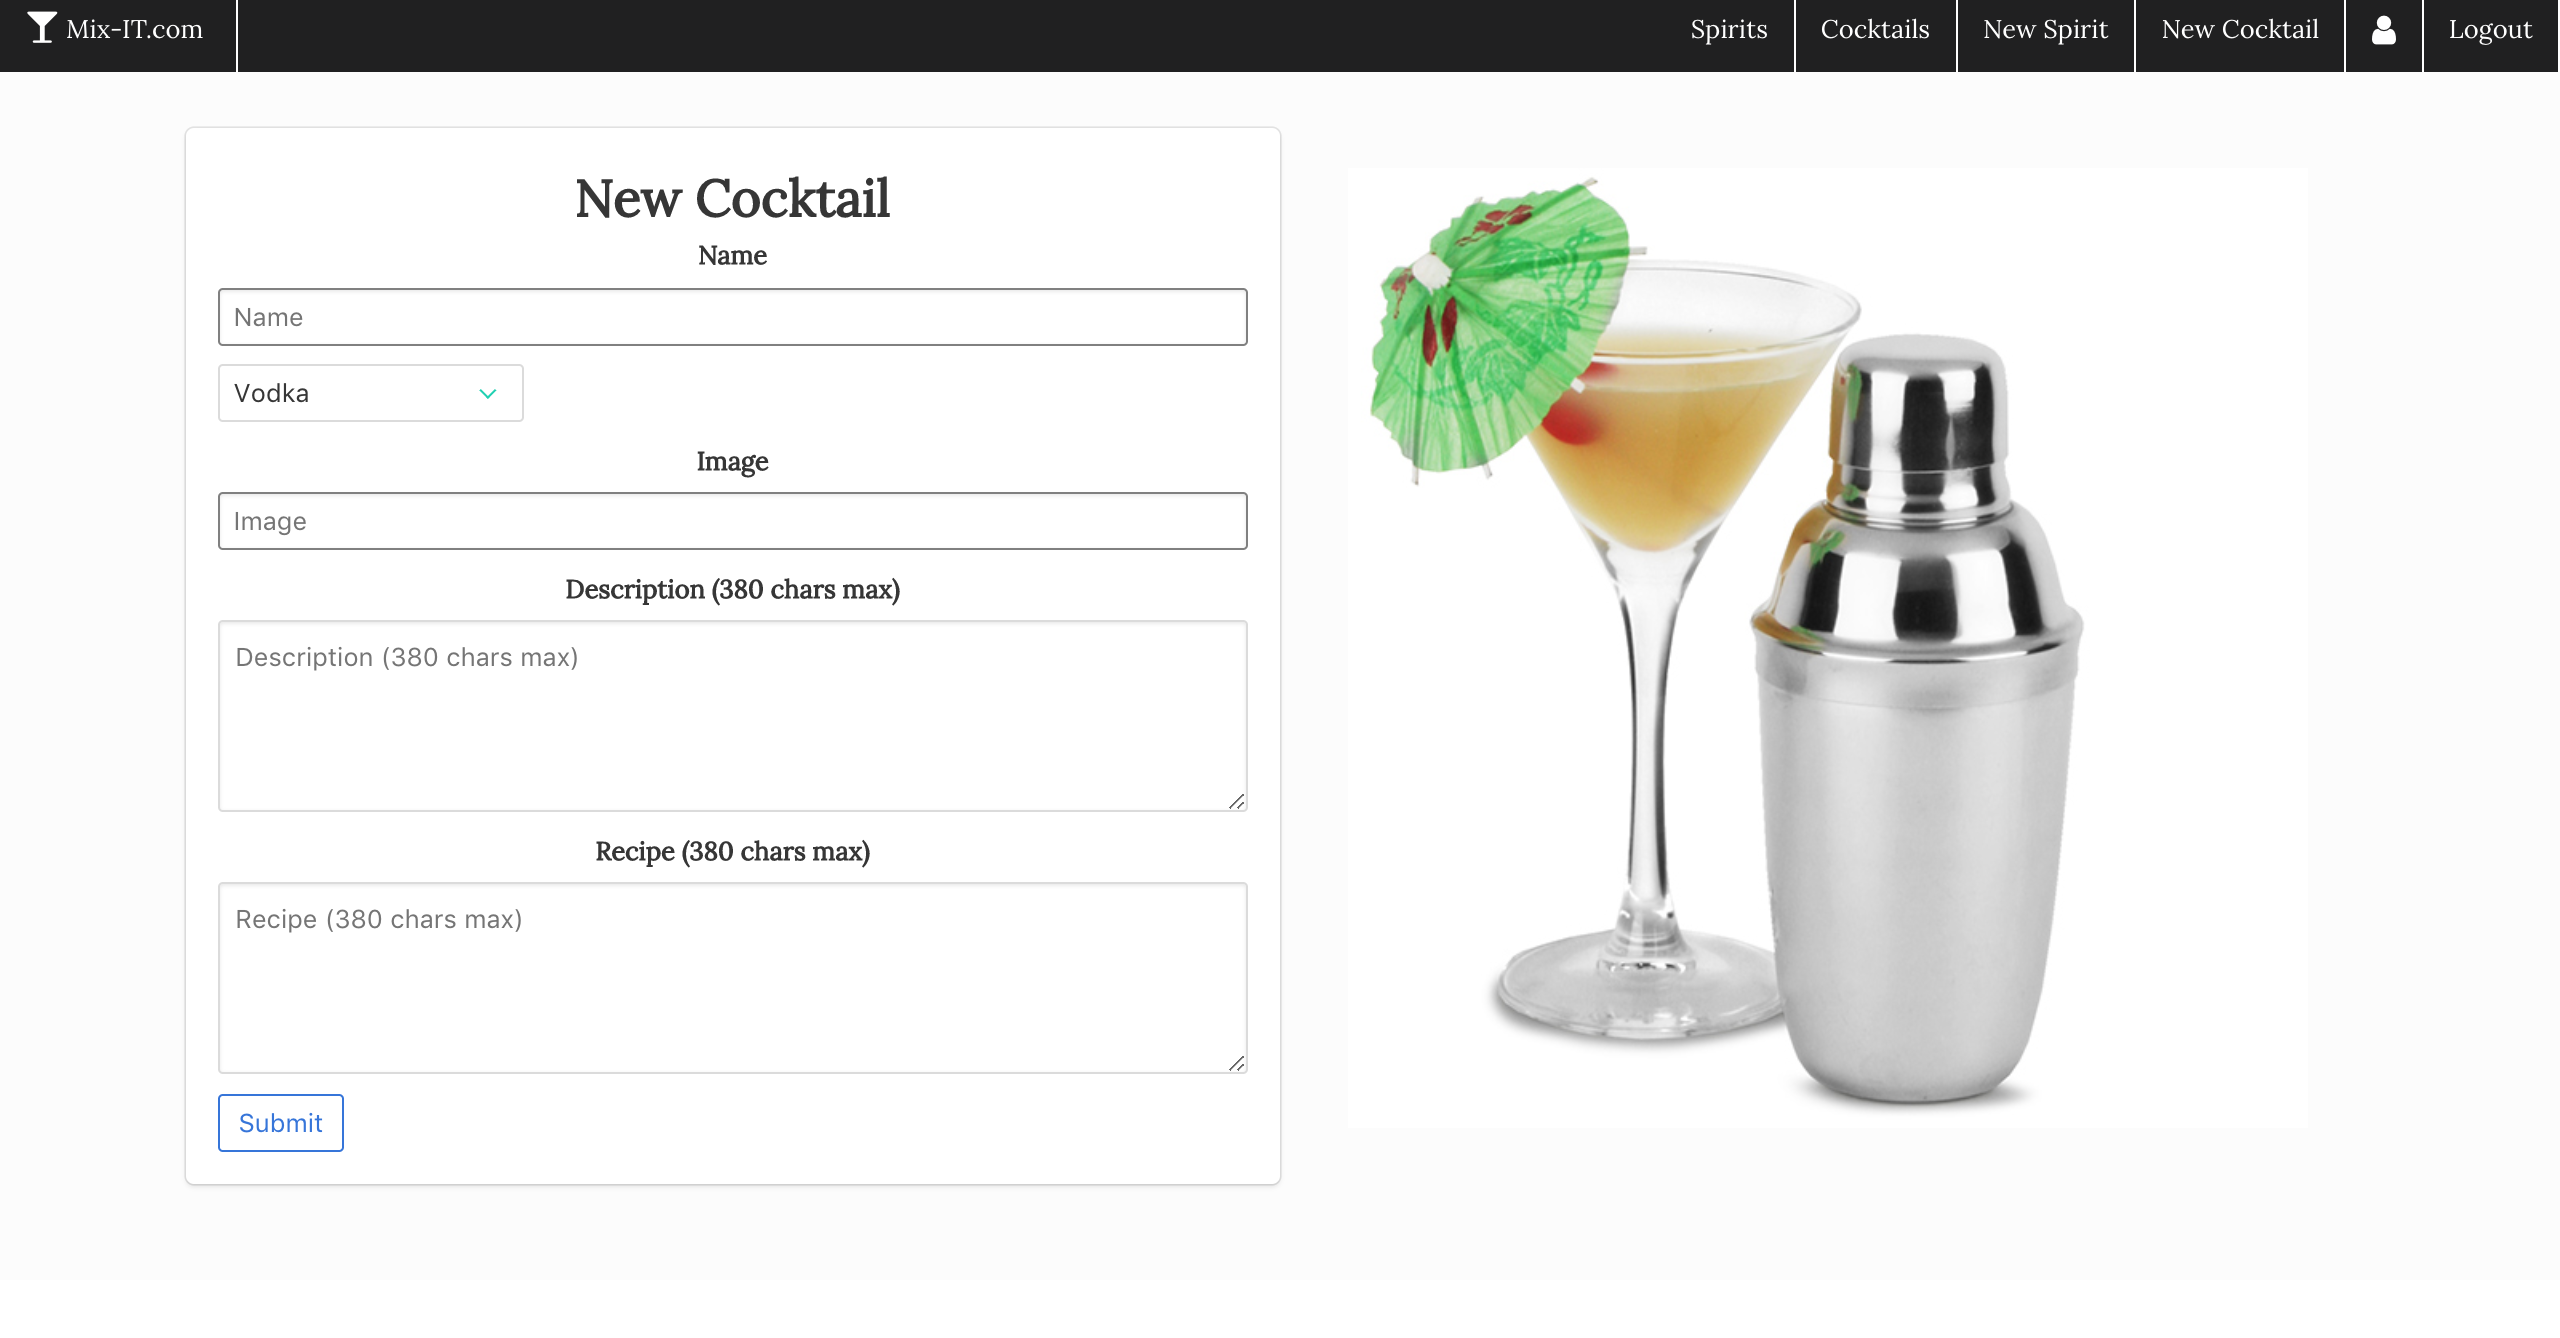 Mix-IT.com
Spirits
Cocktails
New Spirit
New Cocktail
Logout
New Cocktail
Name
Name
Vodka
Image
Image
Description (380 chars max)
Description (380 chars max)
Recipe (380 chars max)
Recipe (380 chars max)
Submit